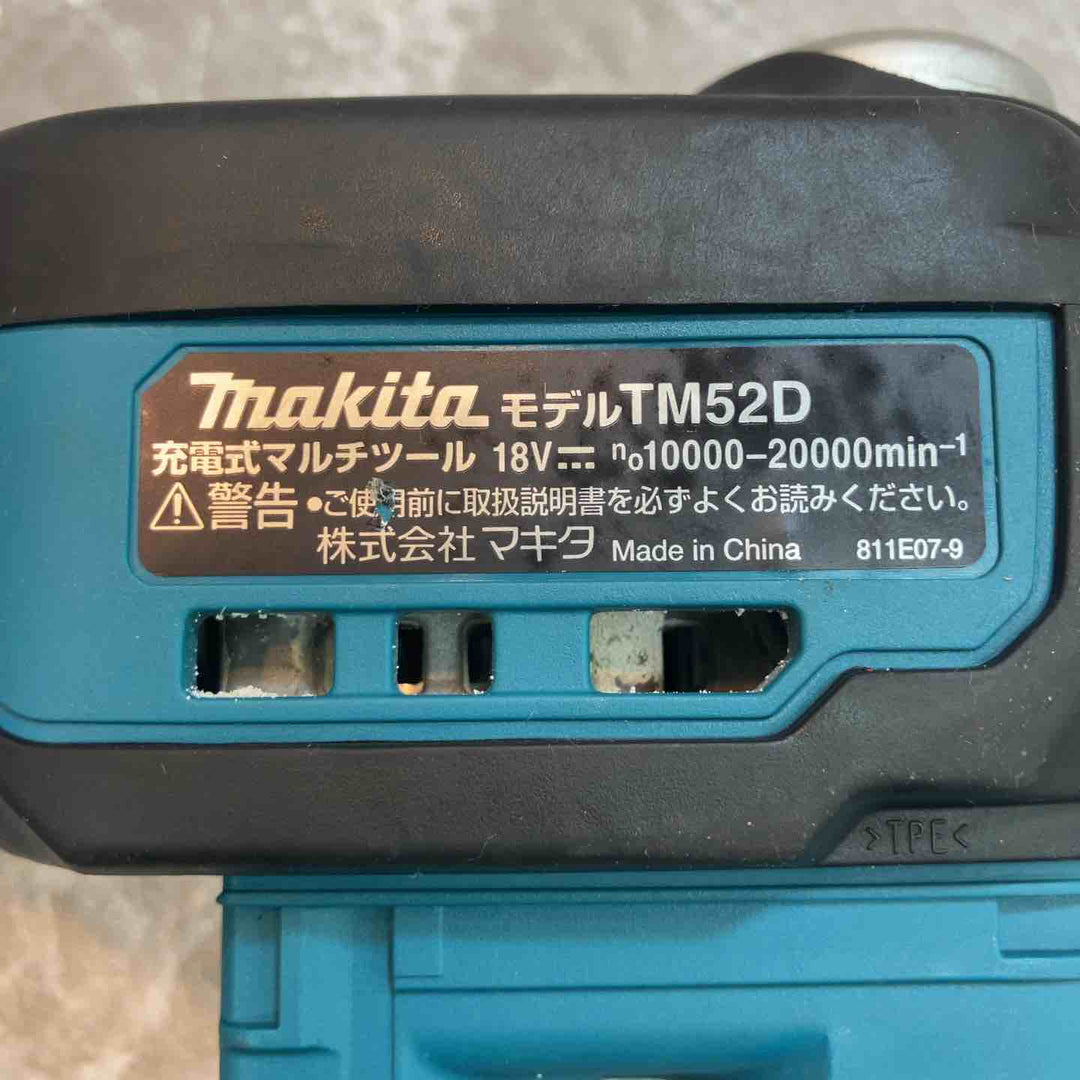 makita モデルTM52D
充電式マルチツール 18V⎓ n₀10000-20000min⁻¹
⚠警告 •ご使用前に取扱説明書を必ずよくお読みください。
株式会社マキタ Made in China 811E07-9
>TPE<